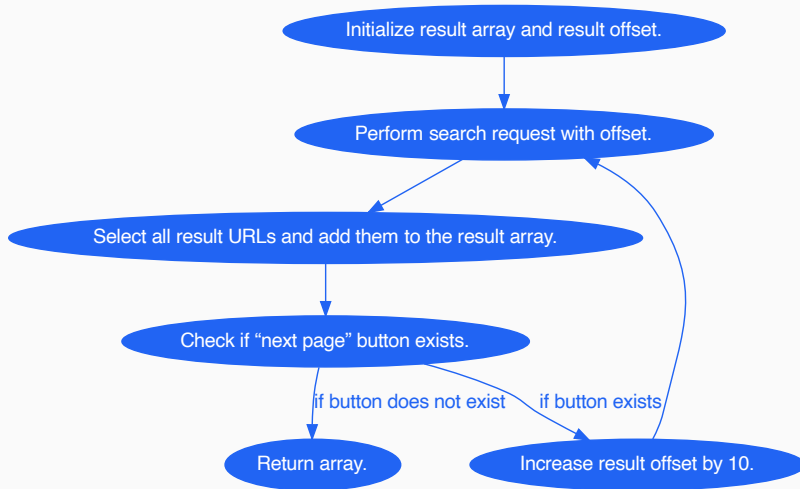 Initialize result array and result offset.
Perform search request with offset.
Select all result URLs and add them to the result array.
Check if “next page” button exists.
if button does not exist
if button exists
Return array.
Increase result offset by 10.